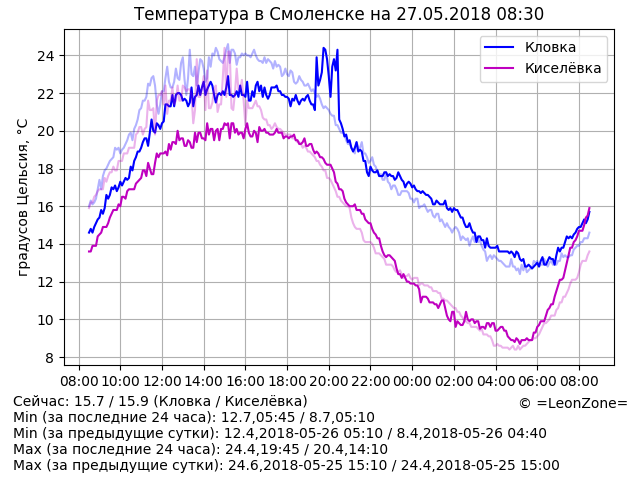 Температура в Смоленске на 27.05.2018 08:30
Кловка
Киселёвка
градусов Цельсия, °C
24
22
20
18
16
14
12
10
8
08:00 10:00 12:00 14:00 16:00 18:00 20:00 22:00 00:00 02:00 04:00 06:00 08:00
Сейчас: 15.7 / 15.9 (Кловка / Киселёвка)
© =LeonZone=
Min (за последние 24 часа): 12.7,05:45 / 8.7,05:10
Min (за предыдущие сутки): 12.4,2018-05-26 05:10 / 8.4,2018-05-26 04:40
Max (за последние 24 часа): 24.4,19:45 / 20.4,14:10
Max (за предыдущие сутки): 24.6,2018-05-25 15:10 / 24.4,2018-05-25 15:00